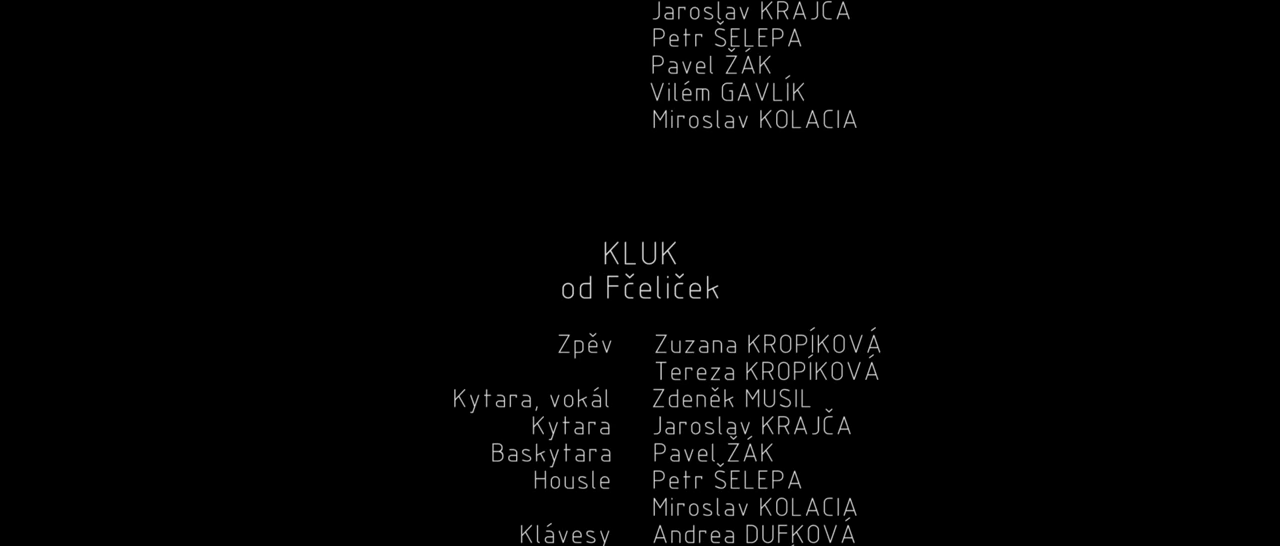 Jaroslav KRAJČA
Petr ŠELEPA
Pavel ŽÁK
Vilém GAVLÍK
Miroslav KOLACIA
KLUK
od Fčeliček
Zpěv Zuzana KROPÍKOVÁ
Tereza KROPÍKOVÁ
Kytara, vokál Zdeněk MUSIL
Kytara Jaroslav KRAJČA
Baskytara Pavel ŽÁK
Housle Petr ŠELEPA
Miroslav KOLACIA
Klávesy Andrea DUFKOVÁ